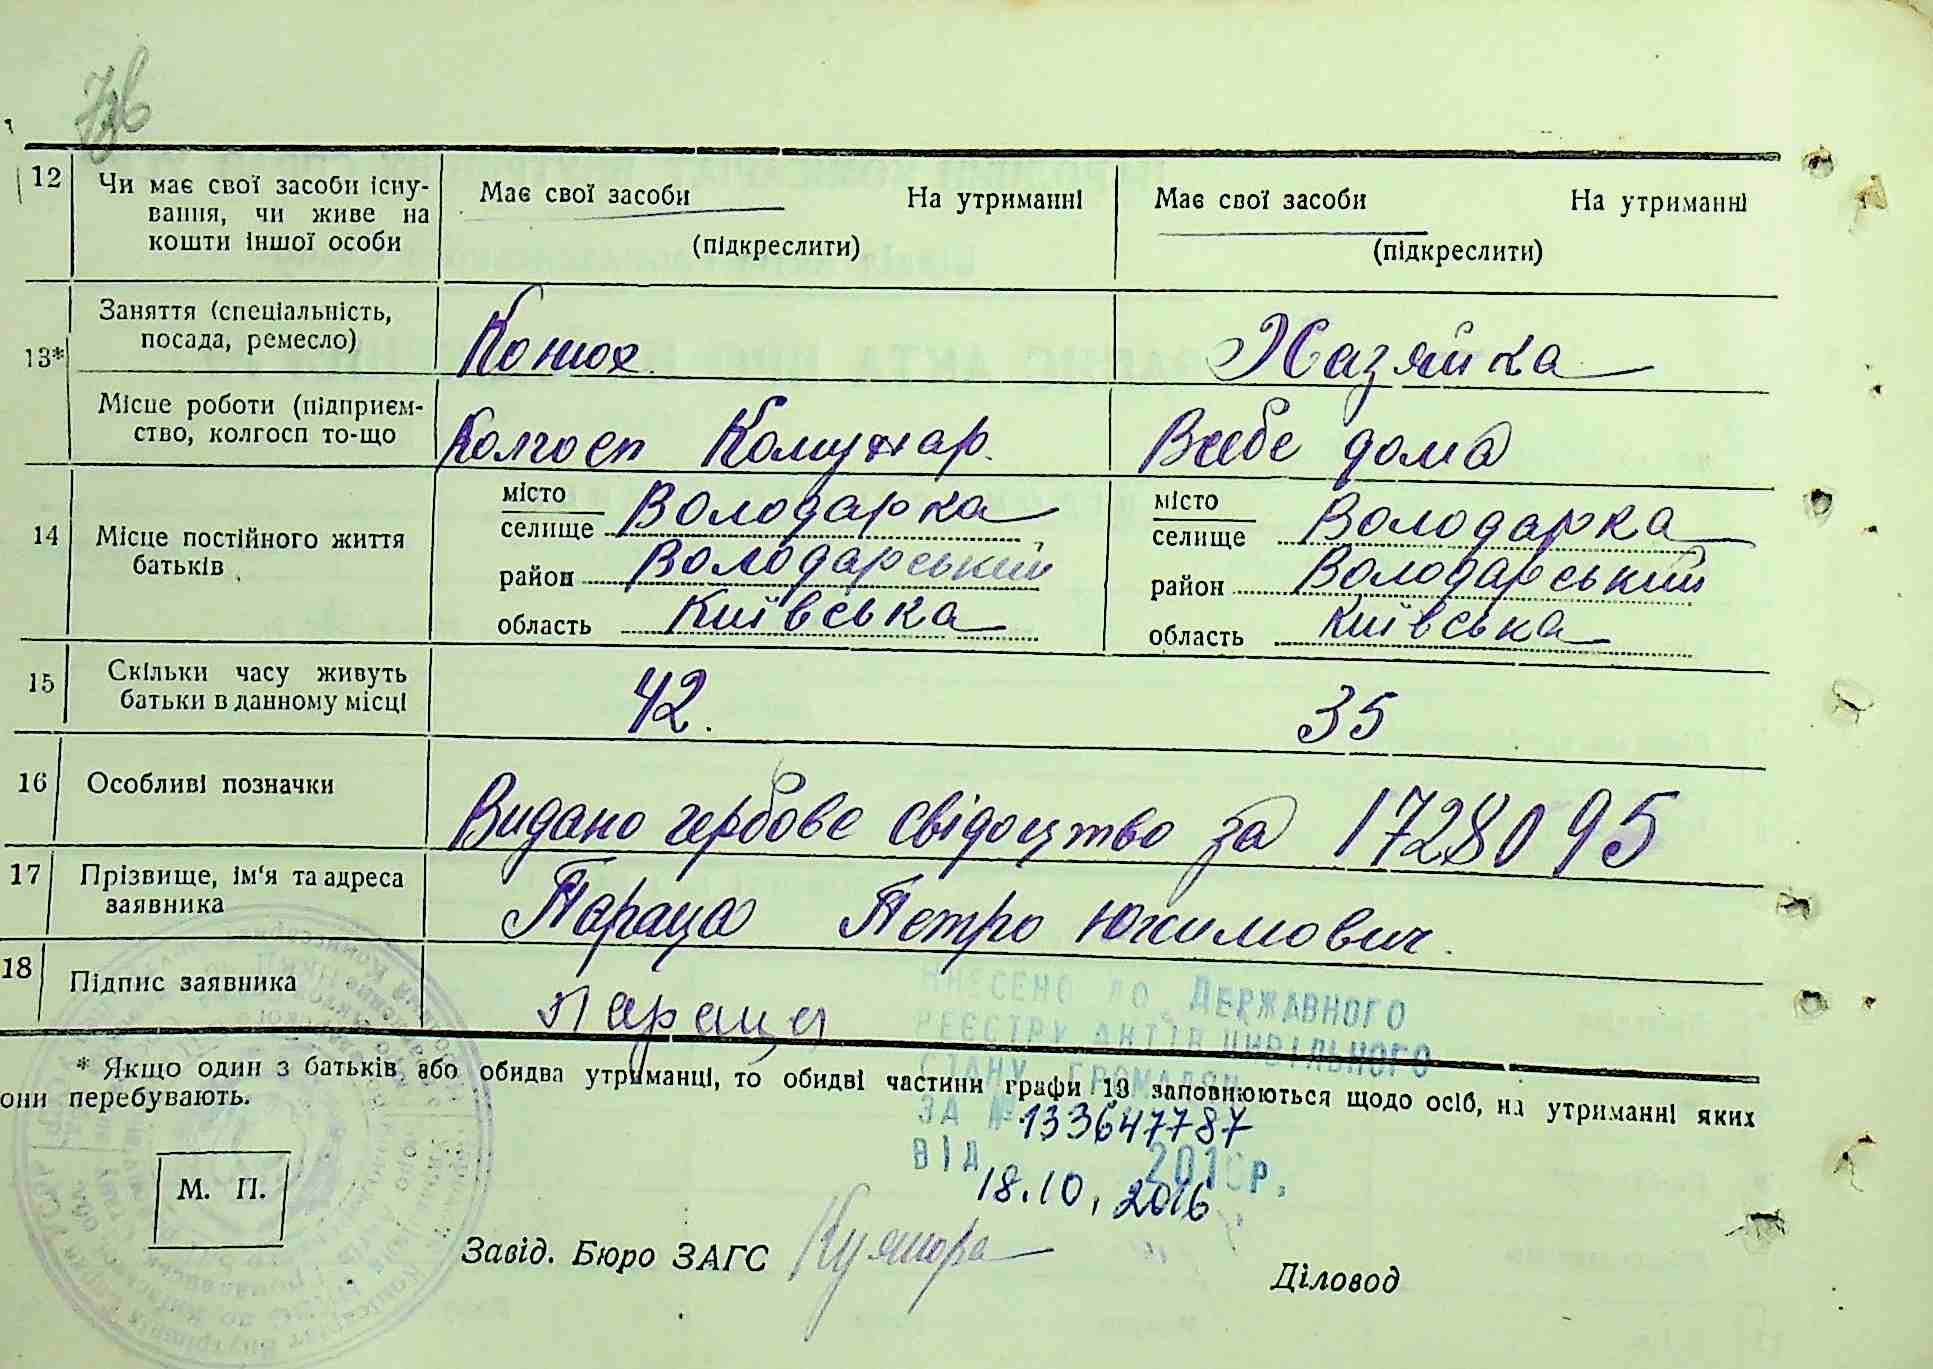 12 Чи має свої засоби існу-
вання, чи живе на
кошти іншої особи
Має свої засоби На утриманні
(підкреслити)
Має свої засоби На утриманні
(підкреслити)
13* Заняття (спеціальність,
посада, ремесло)
Конюх
Хазяйка
Місце роботи (підприєм-
ство, колгосп то-що
Колгосп Комунар.
В себе дома
14 Місце постійного життя
батьків
місто
селище Володарка
район Володарський
область Київська
місто
селище Володарка
район Володарський
область Київська
15 Скільки часу живуть
батьки в данному місці
42.
35
16 Особливі позначки
Видано гербове свідоцтво за 1728095
17 Прізвище, ім'я та адреса
заявника
Параца Петро Юхимович.
18 Підпис заявника
Параца
ВНЕСЕНО ДО ДЕРЖАВНОГО
РЕЄСТРУ АКТІВ ЦИВІЛЬНОГО
СТАНУ ГРОМАДЯН
ЗА № 133647787
ВІД 18.10.2016 201 р.
* Якщо один з батьків або обидва утриманці, то обидві частини графи 13 заповнюються щодо осіб, на утриманні яких
они перебувають.
М. П.
Завід. Бюро ЗАГС
Діловод